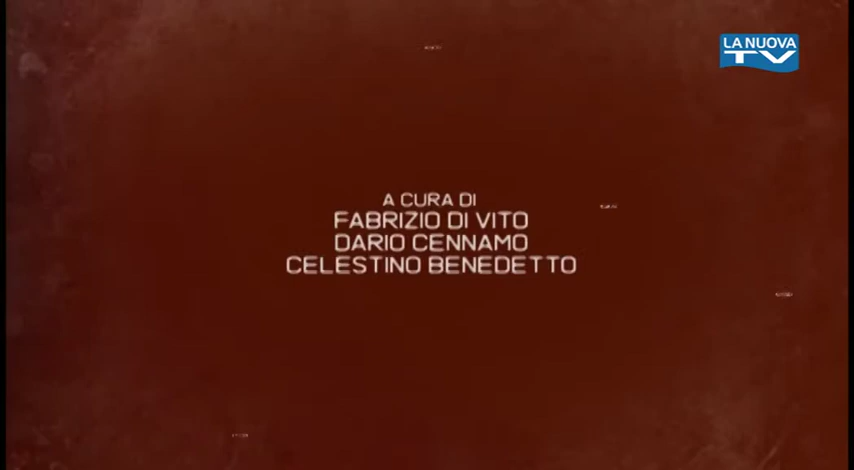 LA NUOVA
TV
A CURA DI
FABRIZIO DI VITO
DARIO CENNAMO
CELESTINO BENEDETTO